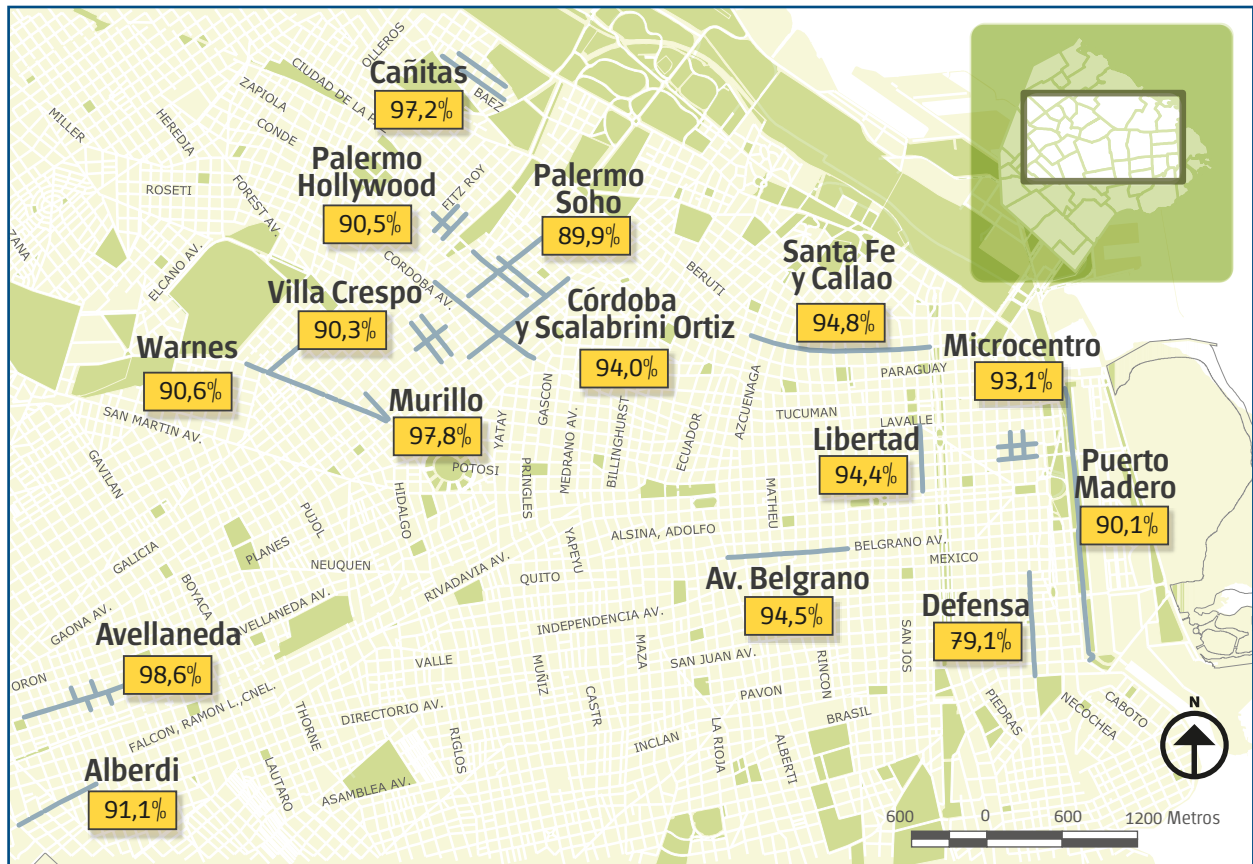 OLLEROS
Cañitas
97,2%
BAEZ
CIUDAD DE LA P
ZAPIOLA
CONDE
HEREDIA
MILLER
ROSETI
FOREST AV.
ZANA
ELCANO AV.
Palermo
Hollywood
90,5%
FITZ ROY
Palermo
Soho
89,9%
CORDOBA AV.
BERUTI
Santa Fe
y Callao
94,8%
Villa Crespo
90,3%
Córdoba
y Scalabrini Ortiz
94,0%
Warnes
90,6%
Microcentro
93,1%
PARAGUAY
SAN MARTIN AV.
Murillo
97,8%
YATAY
GASCON
MEDRANO AV.
BILLINGHURST
ECUADOR
AZCUENAGA
TUCUMAN
LAVALLE
Libertad
94,4%
Puerto
Madero
90,1%
GAVILAN
POTOSI
PRINGLES
HIDALGO
MATHEU
PUJOL
PLANES
GALICIA
NEUQUEN
BOYACA
RIVADAVIA AV.
YAPEYU
QUITO
ALSINA, ADOLFO
BELGRANO AV.
MEXICO
Av. Belgrano
94,5%
Defensa
79,1%
GAONA AV.
VELLANEDA AV.
Avellaneda
98,6%
ORON
INDEPENDENCIA AV.
MAZA
SAN JUAN AV.
SAN JOS
RINCON
VALLE
MUÑIZ
CASTR
PAVON
BRASIL
PIEDRAS
NECOCHEA
CABOTO
FALCON, RAMON L.,CNEL.
THORNE
DIRECTORIO AV.
RIGLOS
INCLAN
LA RIOJA
ALBERTI
LAUTARO
ASAMBLEA AV.
Alberdi
91,1%
N
600 0 600 1200 Metros